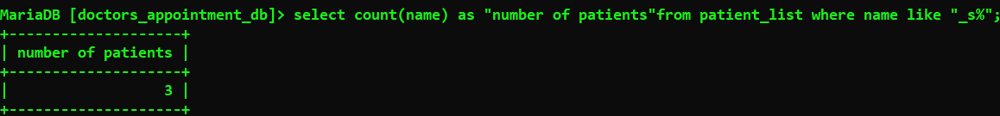 MariaDB [doctors_appointment_db]> select count(name) as "number of patients"from patient_list where name like "_s%";
+--------------------+
| number of patients |
+--------------------+
|                  3 |
+--------------------+